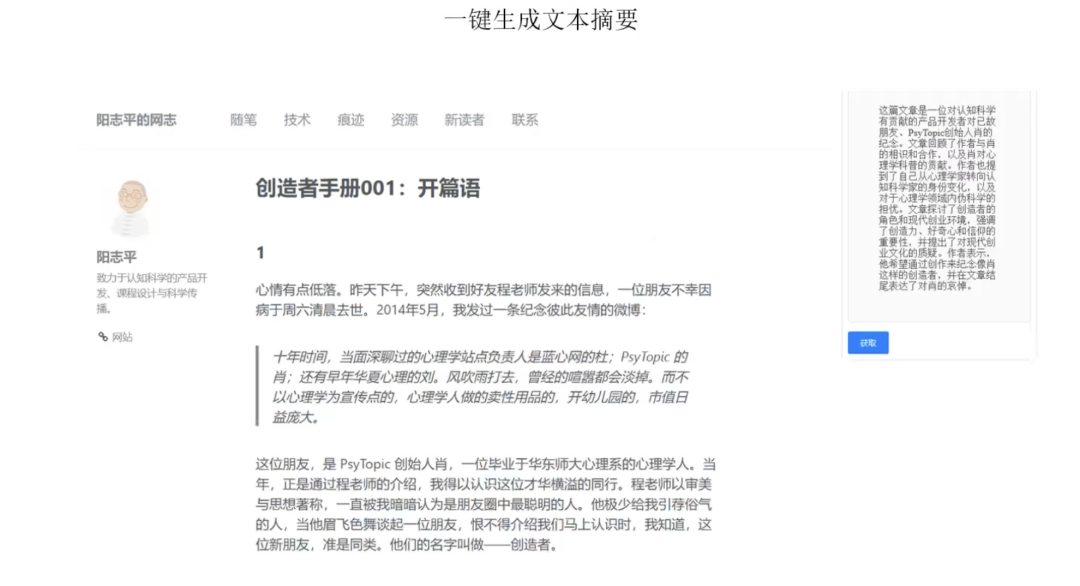 一键生成文本摘要
阳志平的网志 随笔 技术 痕迹 资源 新读者 联系
创造者手册001：开篇语
阳志平
致力于认知科学的产品开
发、课程设计与科学传
播。
网站
1
心情有点低落。昨天下午，突然收到好友程老师发来的信息，一位朋友不幸因
病于周六清晨去世。2014年5月，我发过一条纪念彼此友情的微博：
十年时间，当面深聊过的心理学站点负责人是蓝心网的杜；PsyTopic 的
肖；还有早年华夏心理的刘。风吹雨打去，曾经的喧嚣都会淡掉。而不
以心理学为宣传点的，心理学人做的卖性用品的，开幼儿园的，市值日
益庞大。
这位朋友，是 PsyTopic 创始人肖，一位毕业于华东师大心理系的心理学人。当
年，正是通过程老师的介绍，我得以认识这位才华横溢的同行。程老师以审美
与思想著称，一直被我暗暗认为是朋友圈中最聪明的人。他极少给我引荐俗气
的人，当他眉飞色舞谈起一位朋友，恨不得介绍我们马上认识时，我知道，这
位新朋友，准是同类。他们的名字叫做——创造者。
这篇文章是一位对认知科学
有贡献的产品开发者对已故
朋友、PsyTopic创始人肖的
纪念。文章回顾了作者与肖
的相识和合作，以及肖对心
理学科普的贡献。作者也提
到了自己从心理学家转向认
知科学家的身份变化，以及
对于心理学领域内伪科学的
担忧。文章探讨了创造者的
角色和现代创业环境，强调
了创造力、好奇心和信仰的
重要性，并提出了对现代创
业文化的质疑。作者表示，
他希望通过创作来纪念像肖
这样的创造者，并在文章结
尾表达了对肖的哀悼。
获取